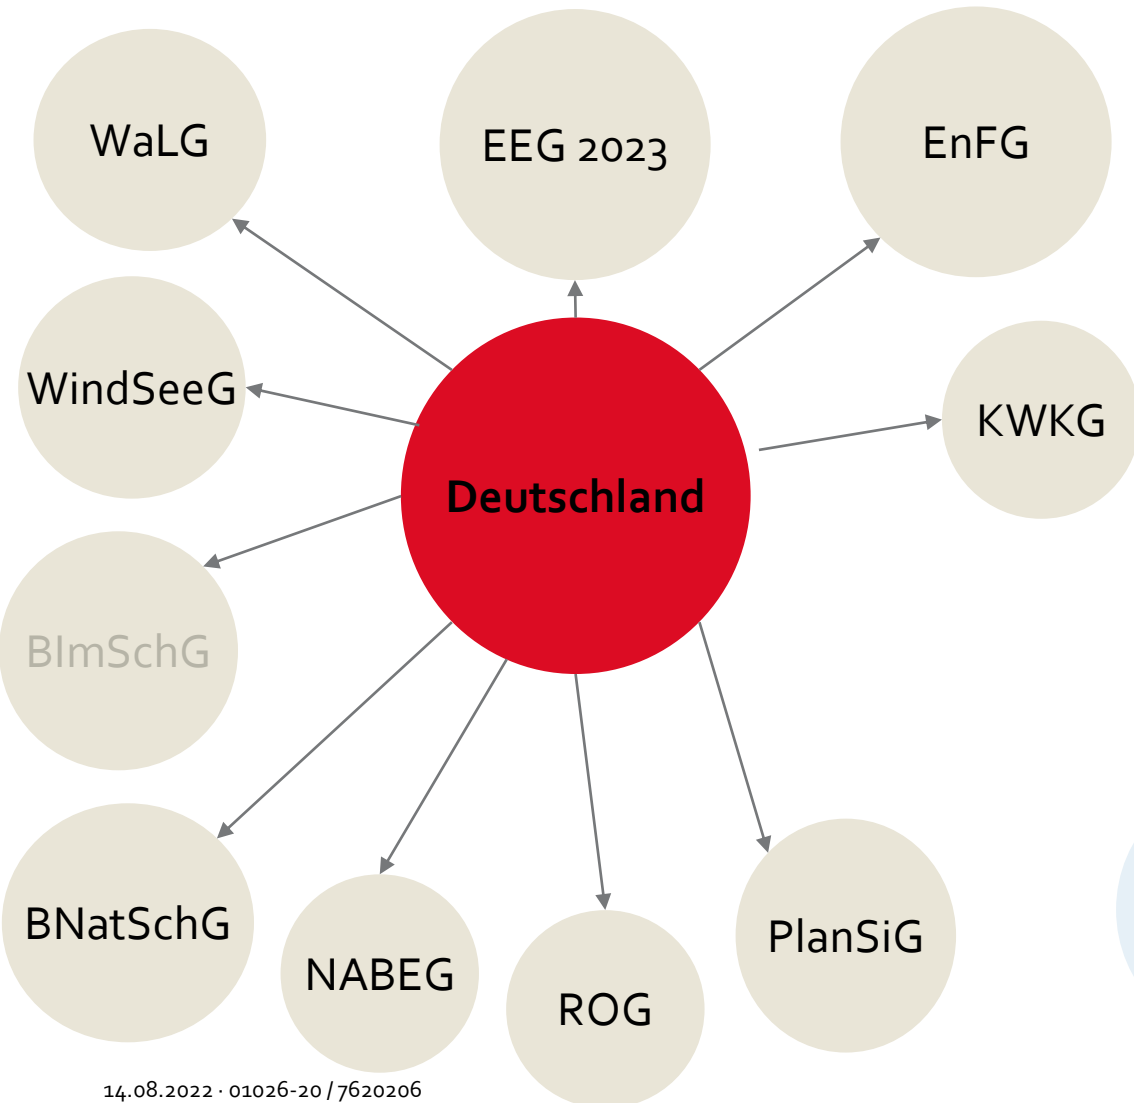 WaLG
EEG 2023
EnFG
WindSeeG
KWKG
Deutschland
BImSchG
BNatSchG
NABEG
ROG
PlanSiG
14.08.2022 · 01026-20 / 7620206